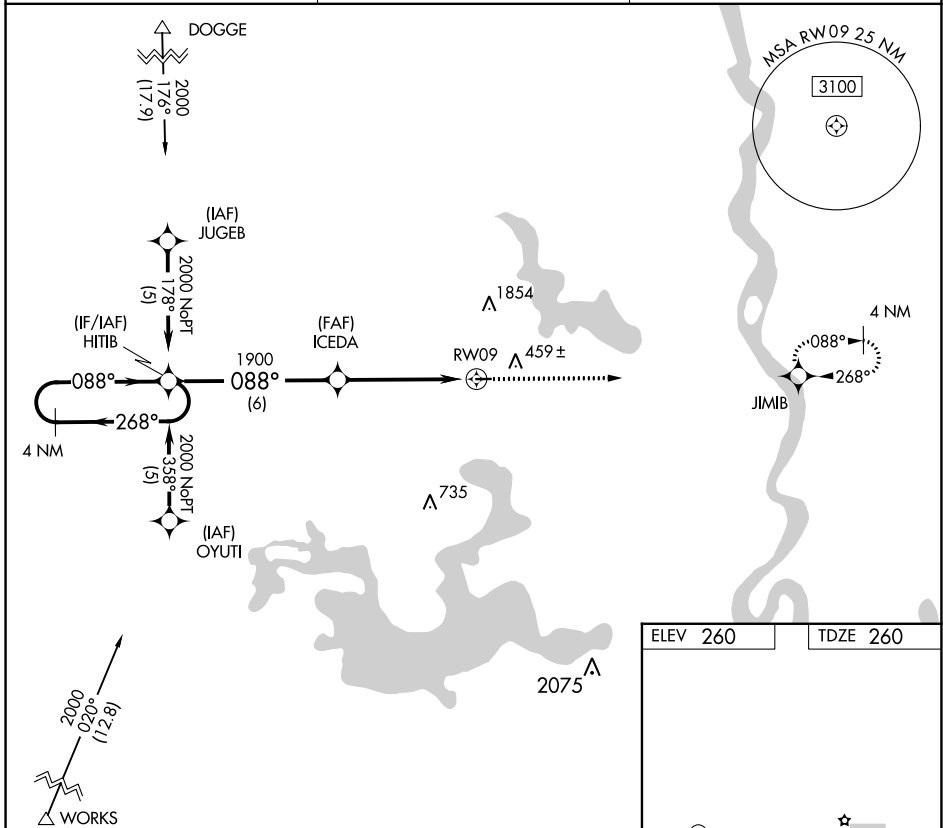 DOGGE
2000
176°
(17.9)
MSA RW09 25 NM
3100
(IAF)
JUGEB
2000 NoPT
178°
(5)
(IF/IAF)
HITIB
(FAF)
ICEDA
1854
4 NM
088°
1900
088°
(6)
RW09
459 ±
088°
268°
JIMIB
268°
4 NM
2000 NoPT
358°
(5)
735
(IAF)
OYUTI
ELEV 260
TDZE 260
2075
2000
020°
(12.8)
WORKS